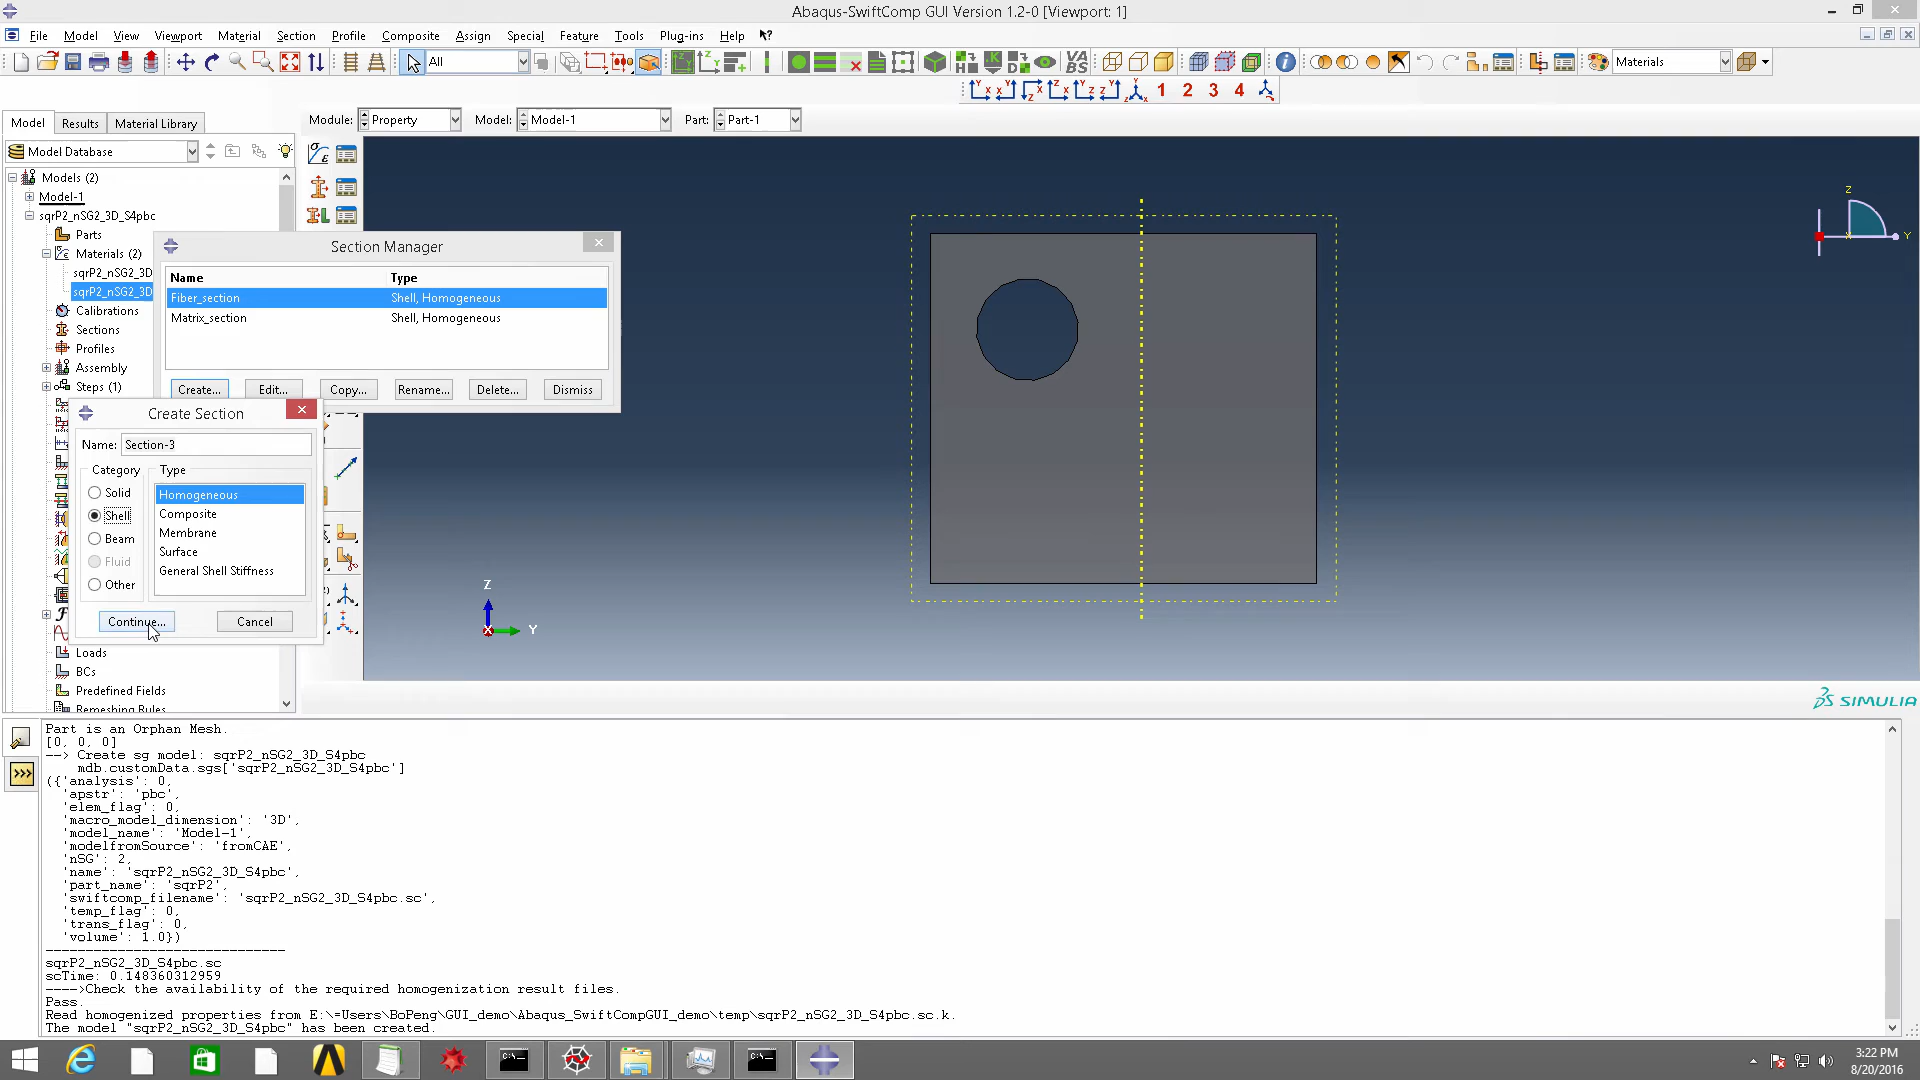 Abaqus-SwiftComp GUI Version 1.2-0 [Viewport: 1]
File Model View Viewport Material Section Profile Composite Assign Special Feature Tools Plug-ins Help
All
VABS
Materials
1 2 3 4
Model Results Material Library
Module: Property Model: Model-1 Part: Part-1
Model Database
Models (2)
Model-1
sqrP2_nSG2_3D_S4pbc
Parts
Materials (2)
sqrP2_nSG2_3D
sqrP2_nSG2_3D
Calibrations
Sections
Profiles
Assembly
Steps (1)
Loads
BCs
Predefined Fields
Remeshing Rules
Section Manager
Name Type
Fiber_section Shell, Homogeneous
Matrix_section Shell, Homogeneous
Create... Edit... Copy... Rename... Delete... Dismiss
Create Section
Name: Section-3
Category Type
Solid
Shell
Beam
Fluid
Other
Homogeneous
Composite
Membrane
Surface
General Shell Stiffness
Continue... Cancel
Z
Y
X
Z
Y
X
SIMULIA
Part is an Orphan Mesh.
[0, 0, 0]
--> Create sg model: sqrP2_nSG2_3D_S4pbc
mdb.customData.sgs['sqrP2_nSG2_3D_S4pbc']
({'analysis': 0,
'apstr': 'pbc',
'elem_flag': 0,
'macro_model_dimension': '3D',
'model_name': 'Model-1',
'modelfromSource': 'fromCAE',
'nSG': 2,
'name': 'sqrP2_nSG2_3D_S4pbc',
'part_name': 'sqrP2',
'swiftcomp_filename': 'sqrP2_nSG2_3D_S4pbc.sc',
'temp_flag': 0,
'trans_flag': 0,
'volume': 1.0})
------------------------------
sqrP2_nSG2_3D_S4pbc.sc
scTime: 0.148360312959
---->Check the availability of the required homogenization result files.
Pass.
Read homogenized properties from E:\=Users\BoPeng\GUI_demo\Abaqus_SwiftCompGUI_demo\temp\sqrP2_nSG2_3D_S4pbc.sc.k.
The model "sqrP2_nSG2_3D_S4pbc" has been created.
3:22 PM
8/20/2016